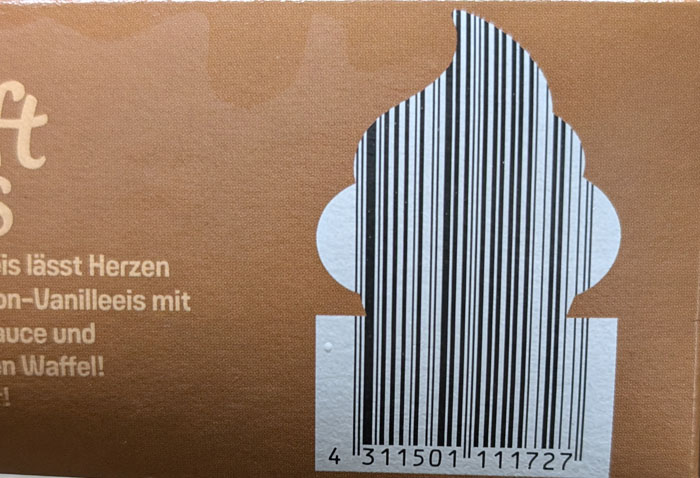 ft
s
is lässt Herzen
on-Vanilleeis mit
auce und
en Waffel!
!
4 311501 111727